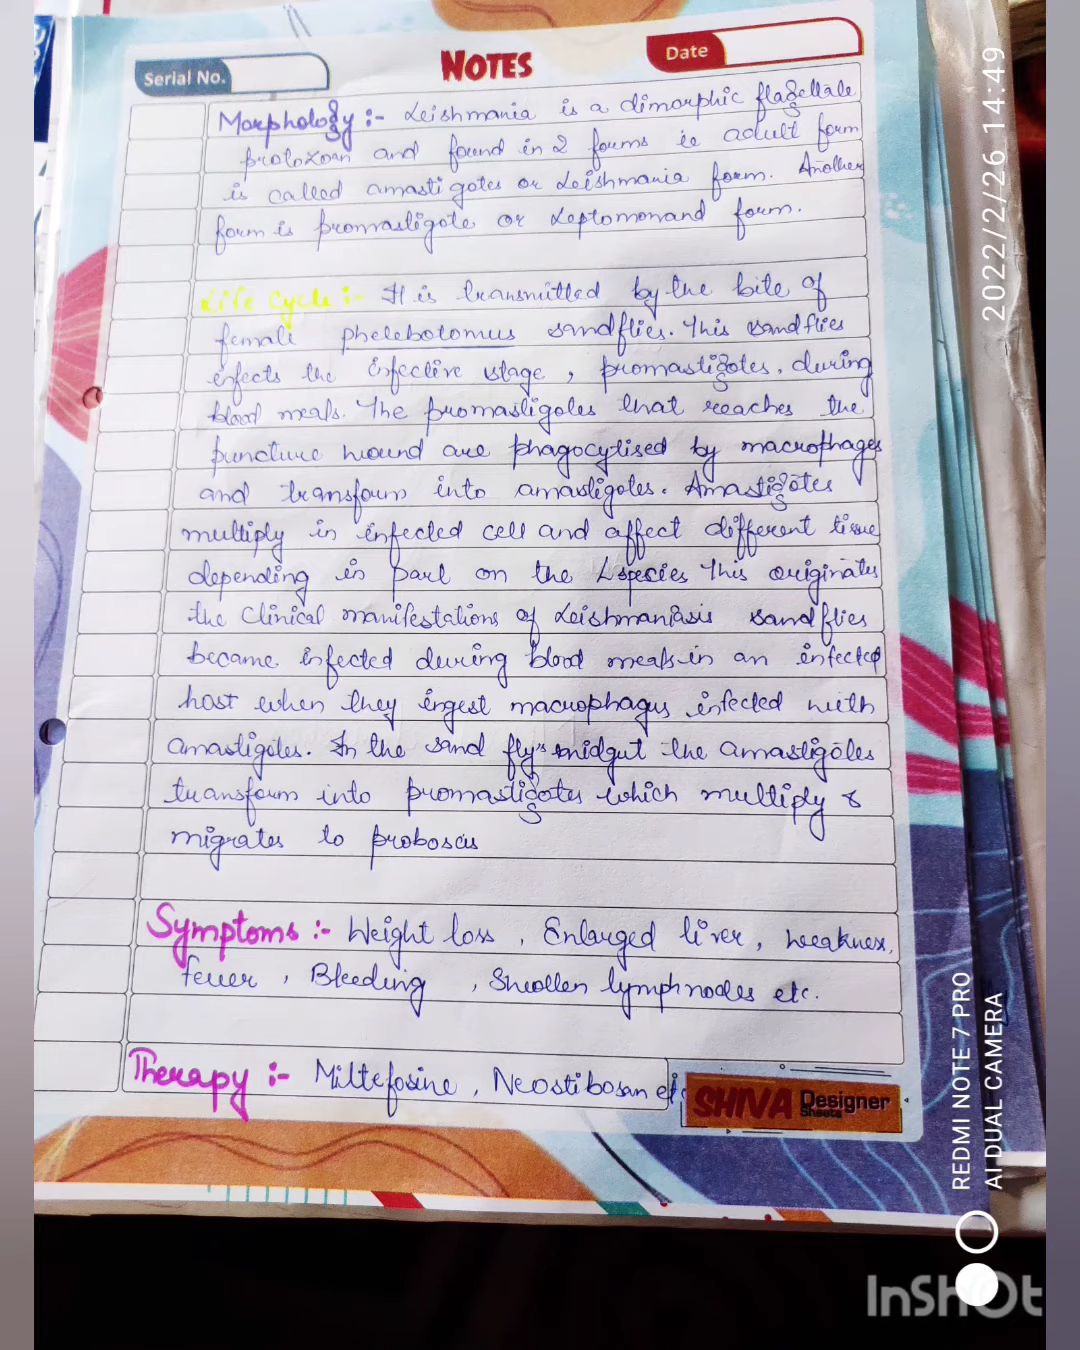 Serial No.
NOTES
Date
Morphology :- Leishmania is a dimorphic flagellate
protozoan and found in 2 forms ie adult form
is called amastigotes or Leishmania form. Another
form is promastigote or Leptomonand form.
Life Cycle :- It is transmitted by the bite of
female phelebotomus sandflies. This sandflies
infects the infective stage, promastigotes, during
blood meals. The promastigotes that reaches the
puncture wound are phagocytised by macrophages
and transform into amastigotes. Amastigotes
multiply in infected cell and affect different tissue
depending in part on the L species This originates
the Clinical manifestations of Leishmaniasis sandflies
became infected during blood meals in an infected
host when they ingest macrophages infected with
amastigotes. In the sand fly's midgut the amastigotes
transform into promastigotes which multiply &
migrates to proboscis
Symptoms :- Weight loss, Enlarged liver, weaknes,
fever, Bleeding, Swollen lymphnodes etc.
Therapy :- Miltefosine, Neostibosan etc
SHIVA Designer
Sheets
2022/2/26 14:49
REDMI NOTE 7 PRO
AI DUAL CAMERA
InShOt